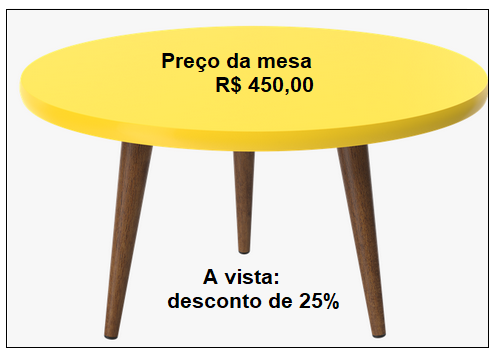 Preço da mesa
R$ 450,00
A vista:
desconto de 25%